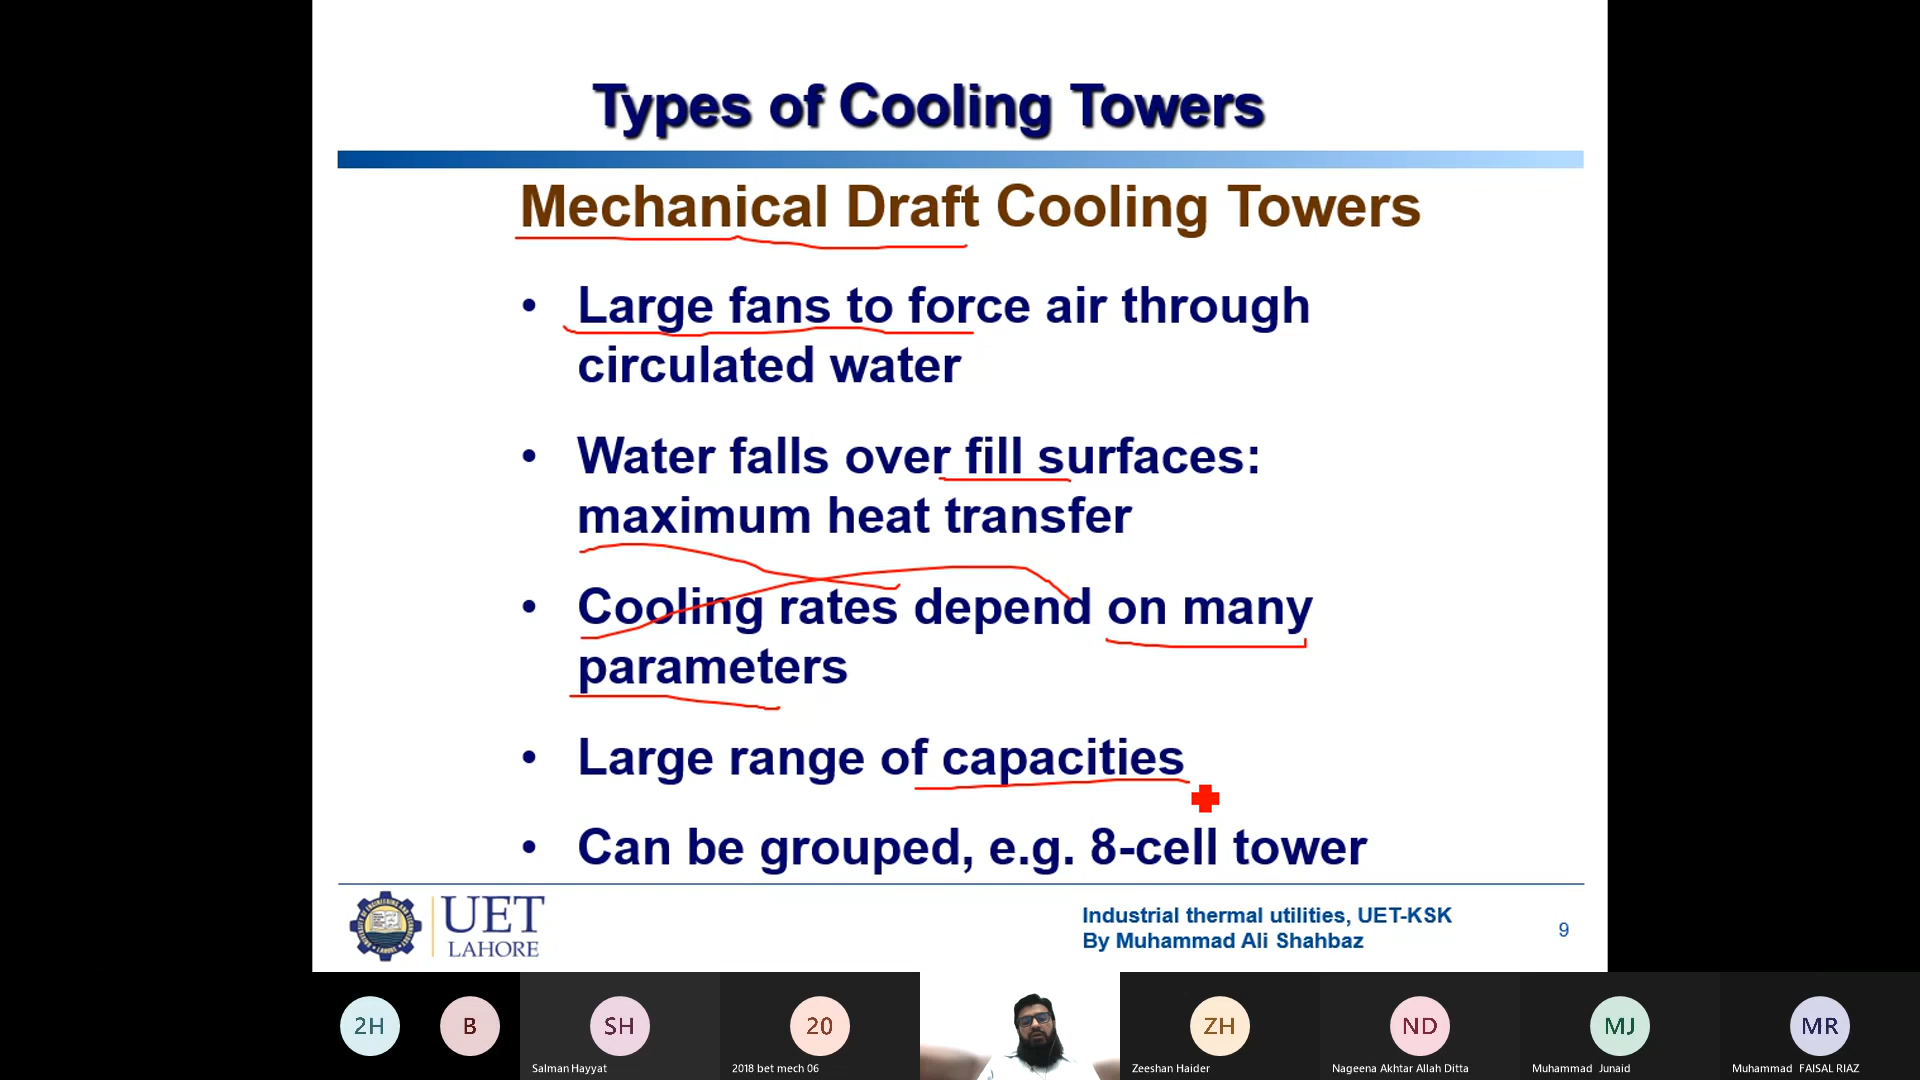 Types of Cooling Towers
Mechanical Draft Cooling Towers
• Large fans to force air through
circulated water
• Water falls over fill surfaces:
maximum heat transfer
• Cooling rates depend on many
parameters
• Large range of capacities
• Can be grouped, e.g. 8-cell tower
UET
LAHORE
Industrial thermal utilities, UET-KSK
By Muhammad Ali Shahbaz
9
2H
B
SH
20
ZH
ND
MJ
MR
Salman Hayyat
2018 bet mech 06
Zeeshan Haider
Nageena Akhtar Allah Ditta
Muhammad Junaid
Muhammad FAISAL RIAZ